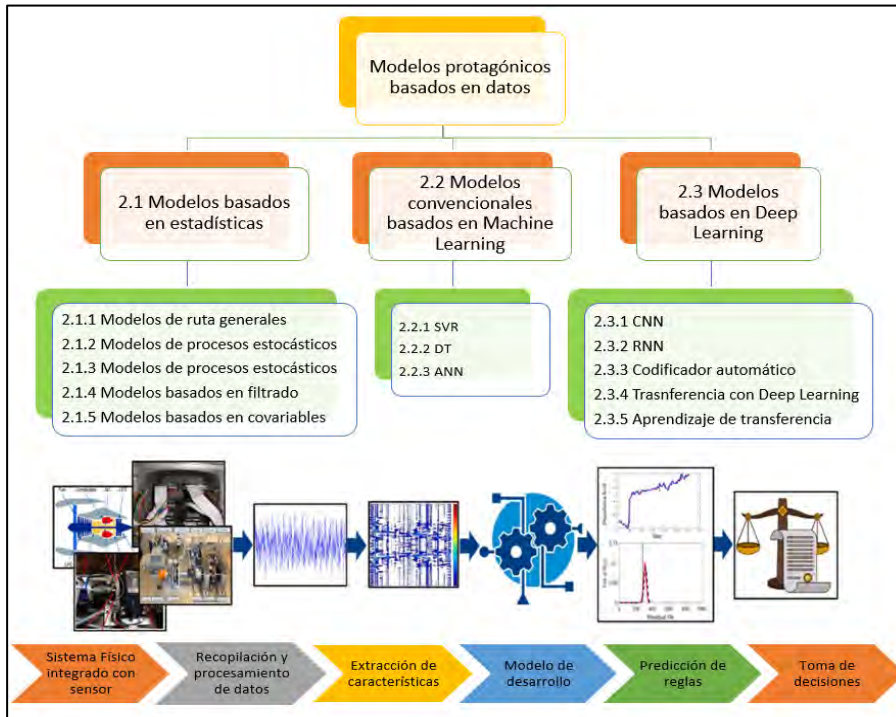 Modelos protagónicos
basados en datos
2.1 Modelos basados
en estadísticas
2.2 Modelos
convencionales
basados en Machine
Learning
2.3 Modelos
basados en Deep
Learning
2.1.1 Modelos de ruta generales
2.1.2 Modelos de procesos estocásticos
2.1.3 Modelos de procesos estocásticos
2.1.4 Modelos basados en filtrado
2.1.5 Modelos basados en covariables
2.2.1 SVR
2.2.2 DT
2.2.3 ANN
2.3.1 CNN
2.3.2 RNN
2.3.3 Codificador automático
2.3.4 Trasnferencia con Deep Learning
2.3.5 Aprendizaje de transferencia
Sistema Físico
integrado con
sensor
Recopilación y
procesamiento
de datos
Extracción de
características
Modelo de
desarrollo
Predicción de
reglas
Toma de
decisiones